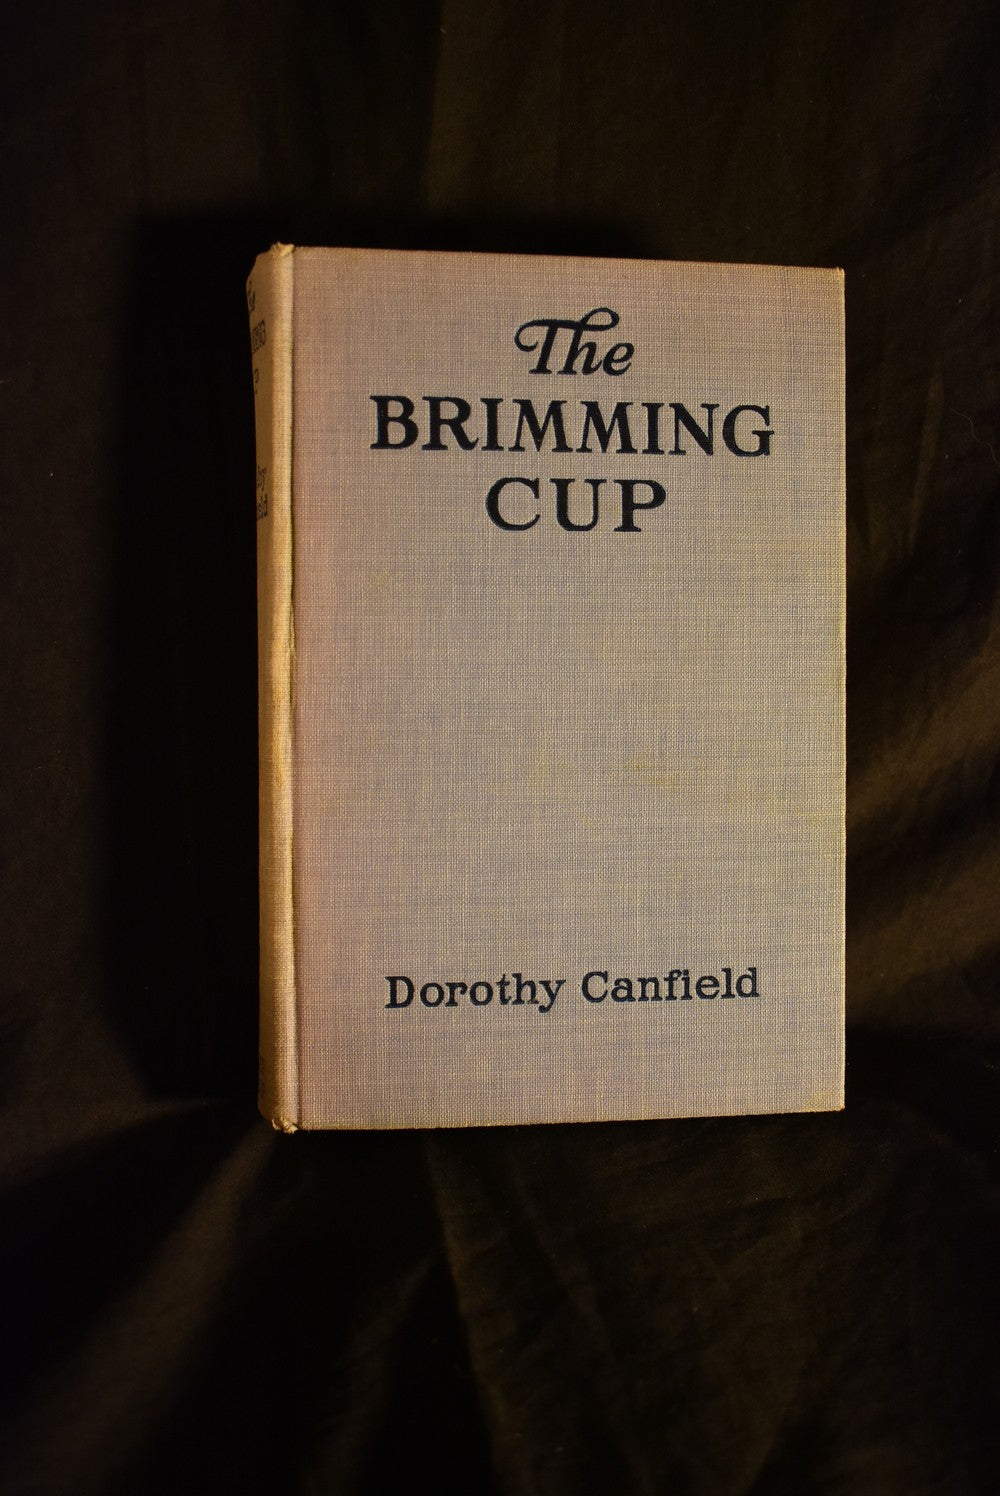 The
BRIMMING
CUP
Dorothy Canfield